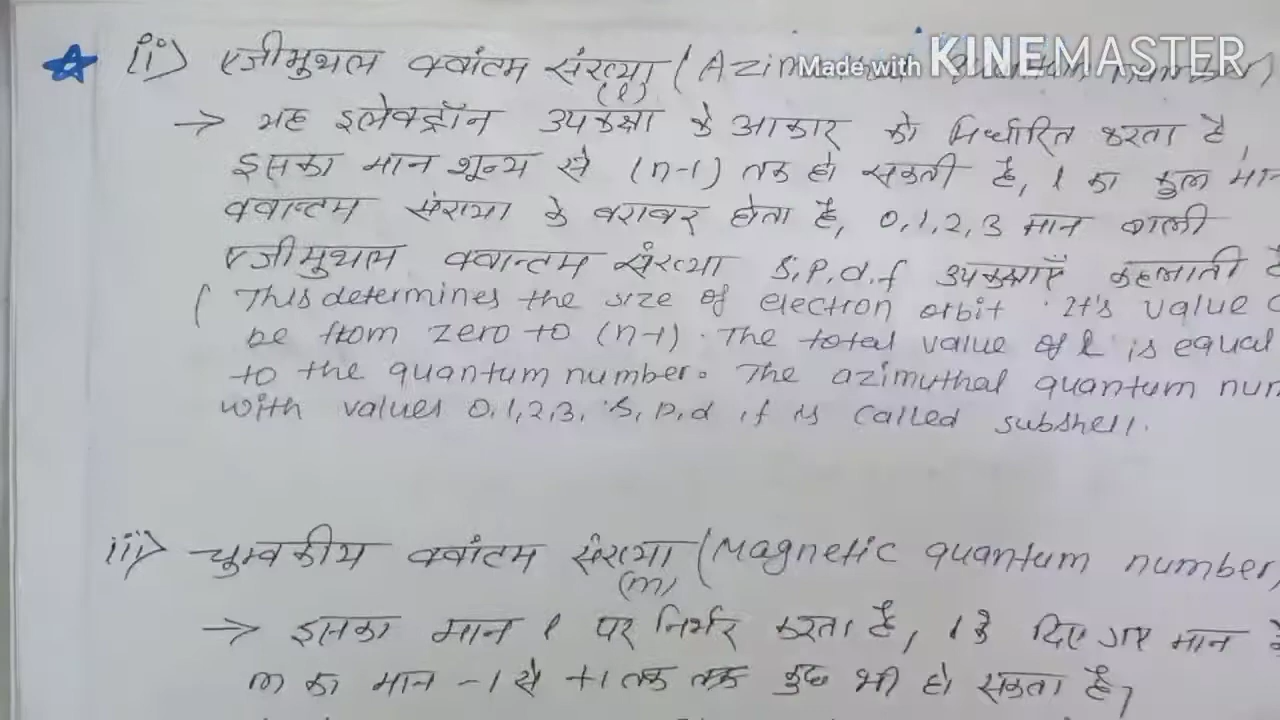 ii) एजीमुथल क्वांटम संख्या (Azi
Made with KINEMASTER
quantum number)
(l)
→ यह इलेक्ट्रॉन उपकक्षा के आकार को निर्धारित करता है,
इसका मान शून्य से (n-1) तक हो सकती है, l का कुल मान
क्वान्टम संख्या के बराबर होता है, 0,1,2,3 मान वाली
एजीमुथल क्वान्टम संख्या s,p,d,f उपकक्षाएँ कहलाती है
( This determines the size of electron orbit. It's value c
be from zero to (n-1). The total value of l is equal
to the quantum number. The azimuthal quantum num
with values 0,1,2,3, s,p,d,f is called subshell.
iii) चुम्बकीय क्वांटम संख्या (Magnetic quantum number)
(m)
→ इसका मान l पर निर्भर करता है, l के दिए गए मान के
m का मान -l से +l तक तक कुछ भी हो सकता है,